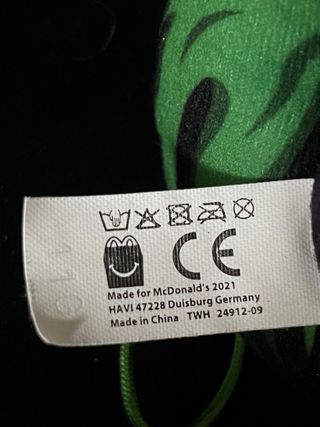 CE
Made for McDonald's 2021
HAVI 47228 Duisburg Germany
Made in China TWH 24912-09